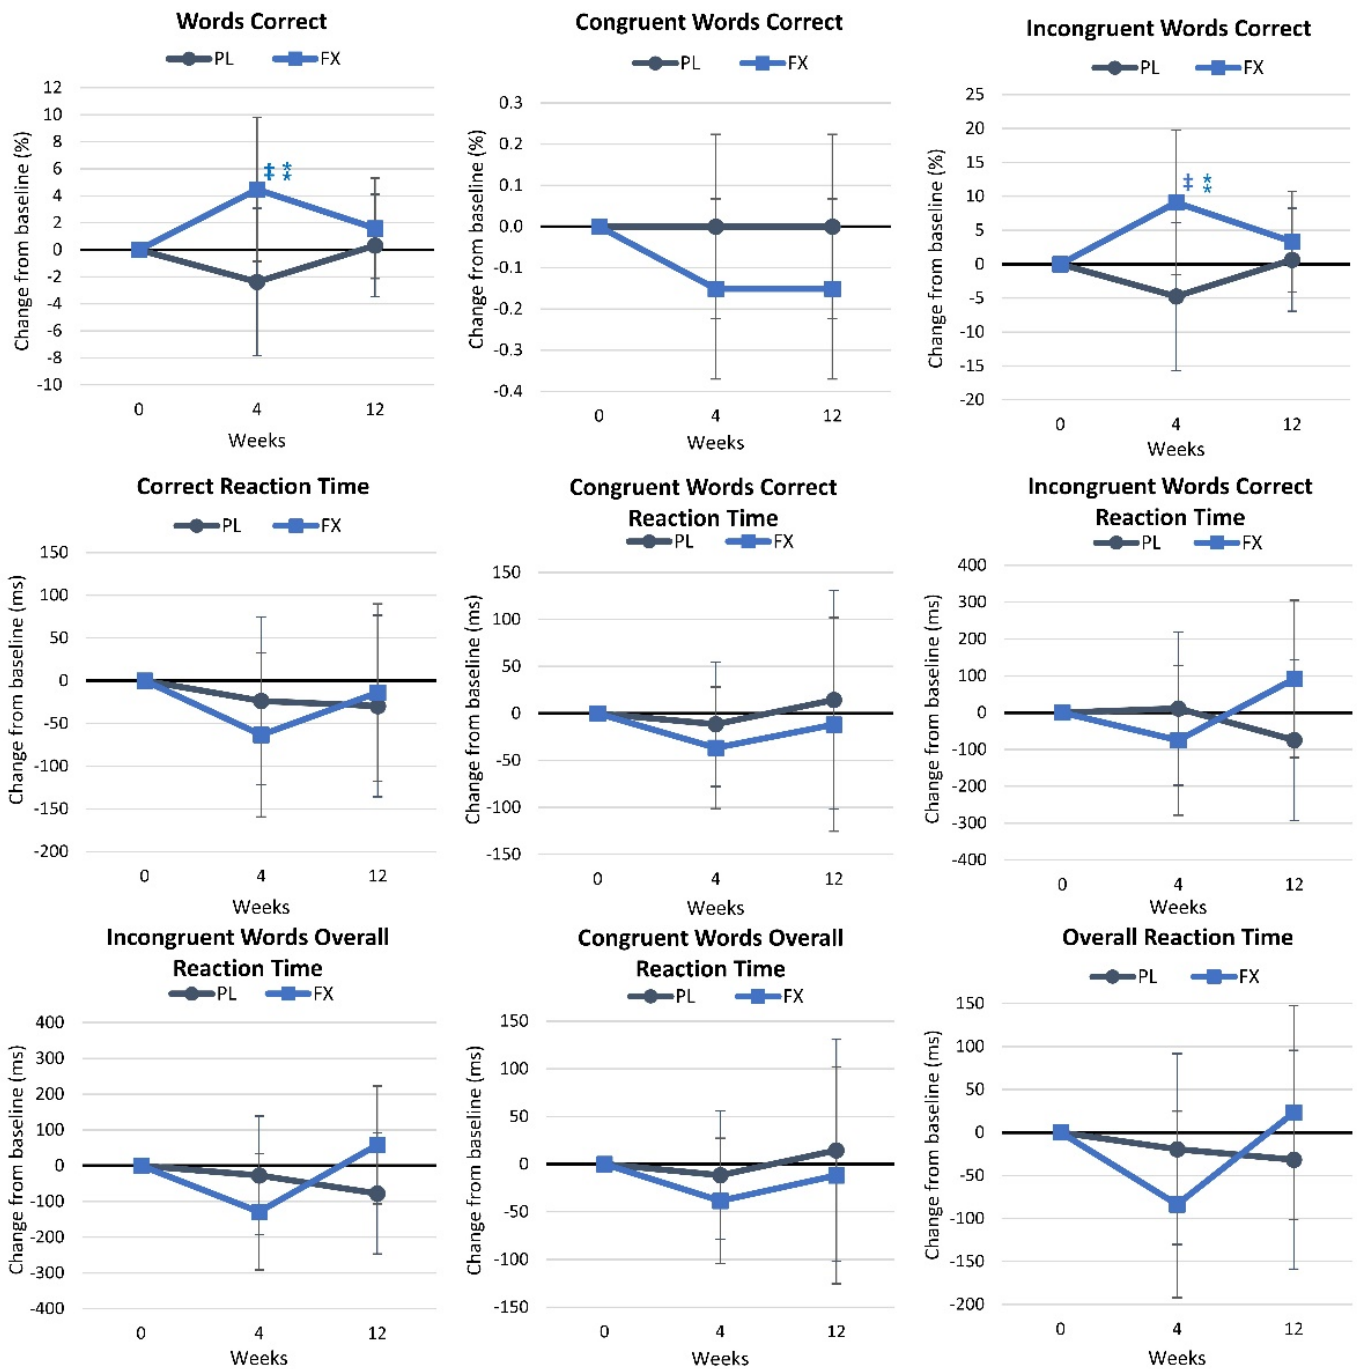 Words Correct
PL FX
Change from baseline (%)
12
10
8
6
4
2
0
-2
-4
-6
-8
-10
‡ **
0 4 12
Weeks
Congruent Words Correct
PL FX
Change from baseline (%)
0.3
0.2
0.1
0.0
-0.1
-0.2
-0.3
-0.4
0 4 12
Weeks
Incongruent Words Correct
PL FX
Change from baseline (%)
25
20
15
10
5
0
-5
-10
-15
-20
‡ **
0 4 12
Weeks
Correct Reaction Time
PL FX
Change from baseline (ms)
150
100
50
0
-50
-100
-150
-200
0 4 12
Weeks
Congruent Words Correct
Reaction Time
PL FX
Change from baseline (ms)
150
100
50
0
-50
-100
-150
0 4 12
Weeks
Incongruent Words Correct
Reaction Time
PL FX
Change from baseline (ms)
400
300
200
100
0
-100
-200
-300
-400
0 4 12
Weeks
Incongruent Words Overall
Reaction Time
PL FX
Change from baseline (ms)
400
300
200
100
0
-100
-200
-300
-400
0 4 12
Weeks
Congruent Words Overall
Reaction Time
PL FX
Change from baseline (ms)
150
100
50
0
-50
-100
-150
0 4 12
Weeks
Overall Reaction Time
PL FX
Change from baseline (ms)
150
100
50
0
-50
-100
-150
-200
0 4 12
Weeks